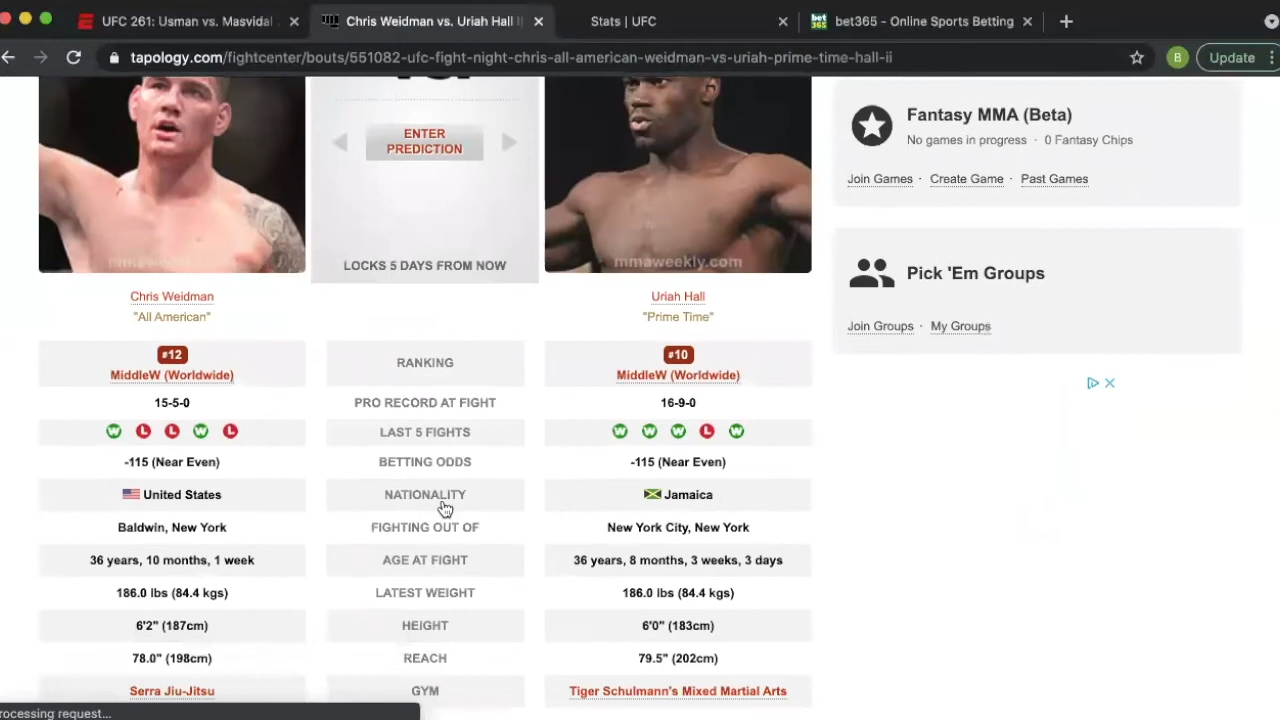 UFC 261: Usman vs. Masvidal
Chris Weidman vs. Uriah Hall
Stats | UFC
bet365 - Online Sports Betting
tapology.com/fightcenter/bouts/551082-ufc-fight-night-chris-all-american-weidman-vs-uriah-prime-time-hall-ii
B
Update
ENTER
PREDICTION
LOCKS 5 DAYS FROM NOW
mmaweekly.com
Chris Weidman
Uriah Hall
"All American"
"Prime Time"
#12
RANKING
#10
MiddleW (Worldwide)
MiddleW (Worldwide)
15-5-0
PRO RECORD AT FIGHT
16-9-0
W L L W L
LAST 5 FIGHTS
W W W L W
-115 (Near Even)
BETTING ODDS
-115 (Near Even)
United States
NATIONALITY
Jamaica
Baldwin, New York
FIGHTING OUT OF
New York City, New York
36 years, 10 months, 1 week
AGE AT FIGHT
36 years, 8 months, 3 weeks, 3 days
186.0 lbs (84.4 kgs)
LATEST WEIGHT
186.0 lbs (84.4 kgs)
6'2" (187cm)
HEIGHT
6'0" (183cm)
78.0" (198cm)
REACH
79.5" (202cm)
Serra Jiu-Jitsu
GYM
Tiger Schulmann's Mixed Martial Arts
rocessing request...
Fantasy MMA (Beta)
No games in progress · 0 Fantasy Chips
Join Games · Create Game · Past Games
Pick 'Em Groups
Join Groups · My Groups